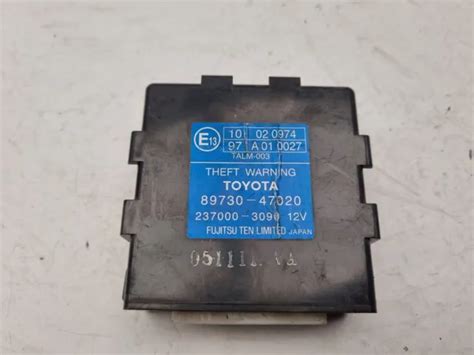 E13
10 02 0974
97 A 01 0027
TALM-003
THEFT WARNING
TOYOTA
89730-47020
237000-3090 12V
FUJITSU TEN LIMITED JAPAN